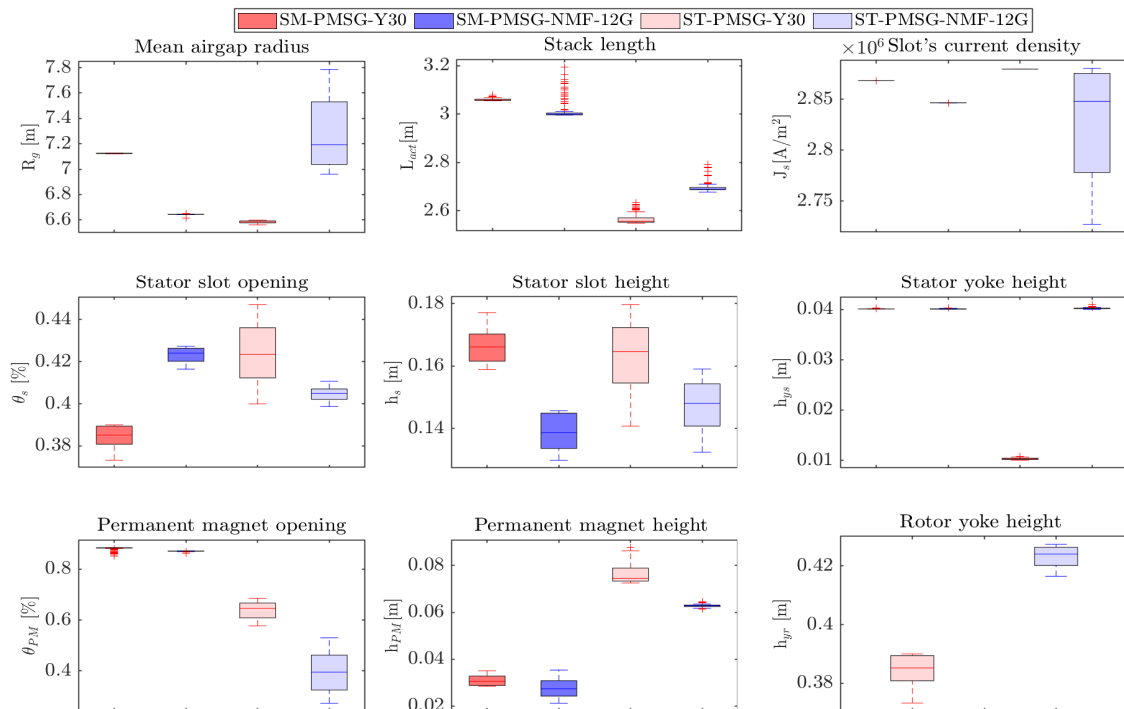 SM-PMSG-Y30 SM-PMSG-NMF-12G ST-PMSG-Y30 ST-PMSG-NMF-12G
Mean airgap radius
7.8
7.6
7.4
7.2
7
6.8
6.6
R_g [m]
Stack length
3.2
3
2.8
2.6
L_act[m]
×10^6 Slot's current density
2.85
2.8
2.75
J_s[A/m^2]
Stator slot opening
0.44
0.42
0.4
0.38
θ_s [%]
Stator slot height
0.18
0.16
0.14
h_s [m]
Stator yoke height
0.04
0.03
0.02
0.01
h_ys [m]
Permanent magnet opening
0.8
0.6
0.4
θ_PM [%]
Permanent magnet height
0.08
0.06
0.04
0.02
h_PM[m]
Rotor yoke height
0.42
0.4
0.38
h_yr [m]